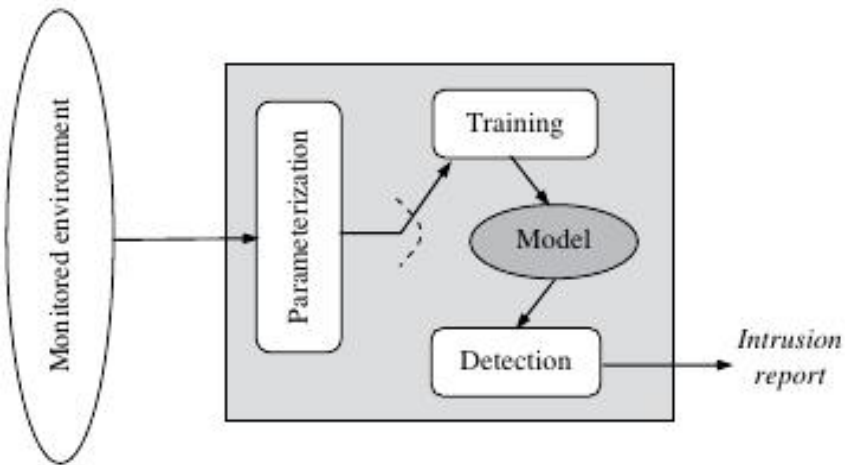 Monitored environment
Parameterization
Training
Model
Detection
Intrusion
report